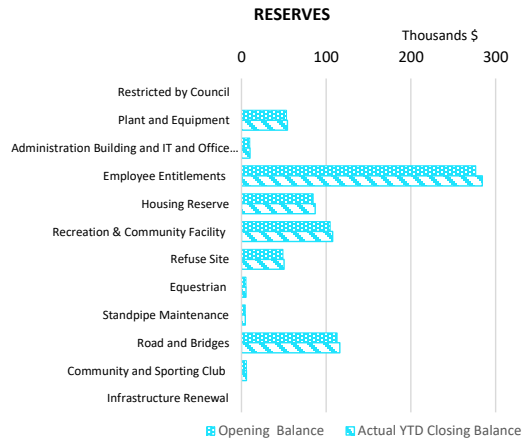 RESERVES
Thousands $
0 100 200 300
Restricted by Council
Plant and Equipment
Administration Building and IT and Office...
Employee Entitlements
Housing Reserve
Recreation & Community Facility
Refuse Site
Equestrian
Standpipe Maintenance
Road and Bridges
Community and Sporting Club
Infrastructure Renewal
Opening Balance Actual YTD Closing Balance